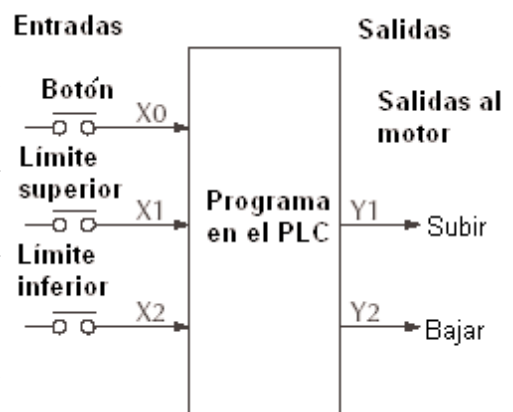 Entradas
Salidas
Botón
X0
Salidas al
motor
Límite
superior
X1
Programa
en el PLC
Y1
Subir
Límite
inferior
X2
Y2
Bajar